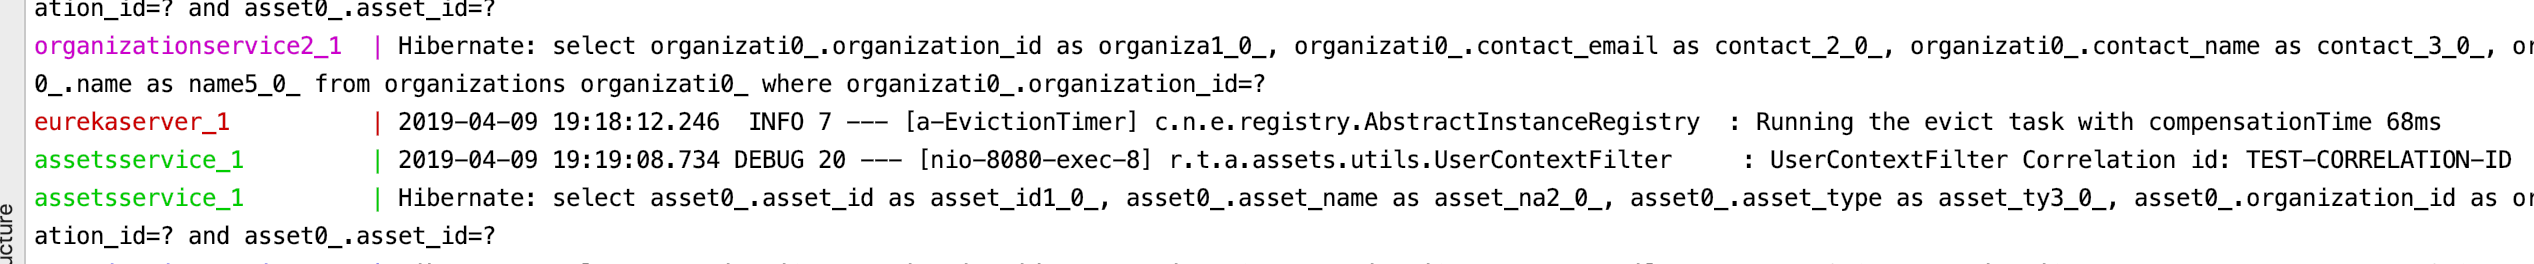 ation_id=? and asset0_.asset_id=?
organizationservice2_1 | Hibernate: select organizati0_.organization_id as organiza1_0_, organizati0_.contact_email as contact_2_0_, organizati0_.contact_name as contact_3_0_, or
0_.name as name5_0_ from organizations organizati0_ where organizati0_.organization_id=?
eurekaserver_1 | 2019-04-09 19:18:12.246 INFO 7 --- [a-EvictionTimer] c.n.e.registry.AbstractInstanceRegistry : Running the evict task with compensationTime 68ms
assetsservice_1 | 2019-04-09 19:19:08.734 DEBUG 20 --- [nio-8080-exec-8] r.t.a.assets.utils.UserContextFilter : UserContextFilter Correlation id: TEST-CORRELATION-ID
assetsservice_1 | Hibernate: select asset0_.asset_id as asset_id1_0_, asset0_.asset_name as asset_na2_0_, asset0_.asset_type as asset_ty3_0_, asset0_.organization_id as or
ation_id=? and asset0_.asset_id=?
ucture